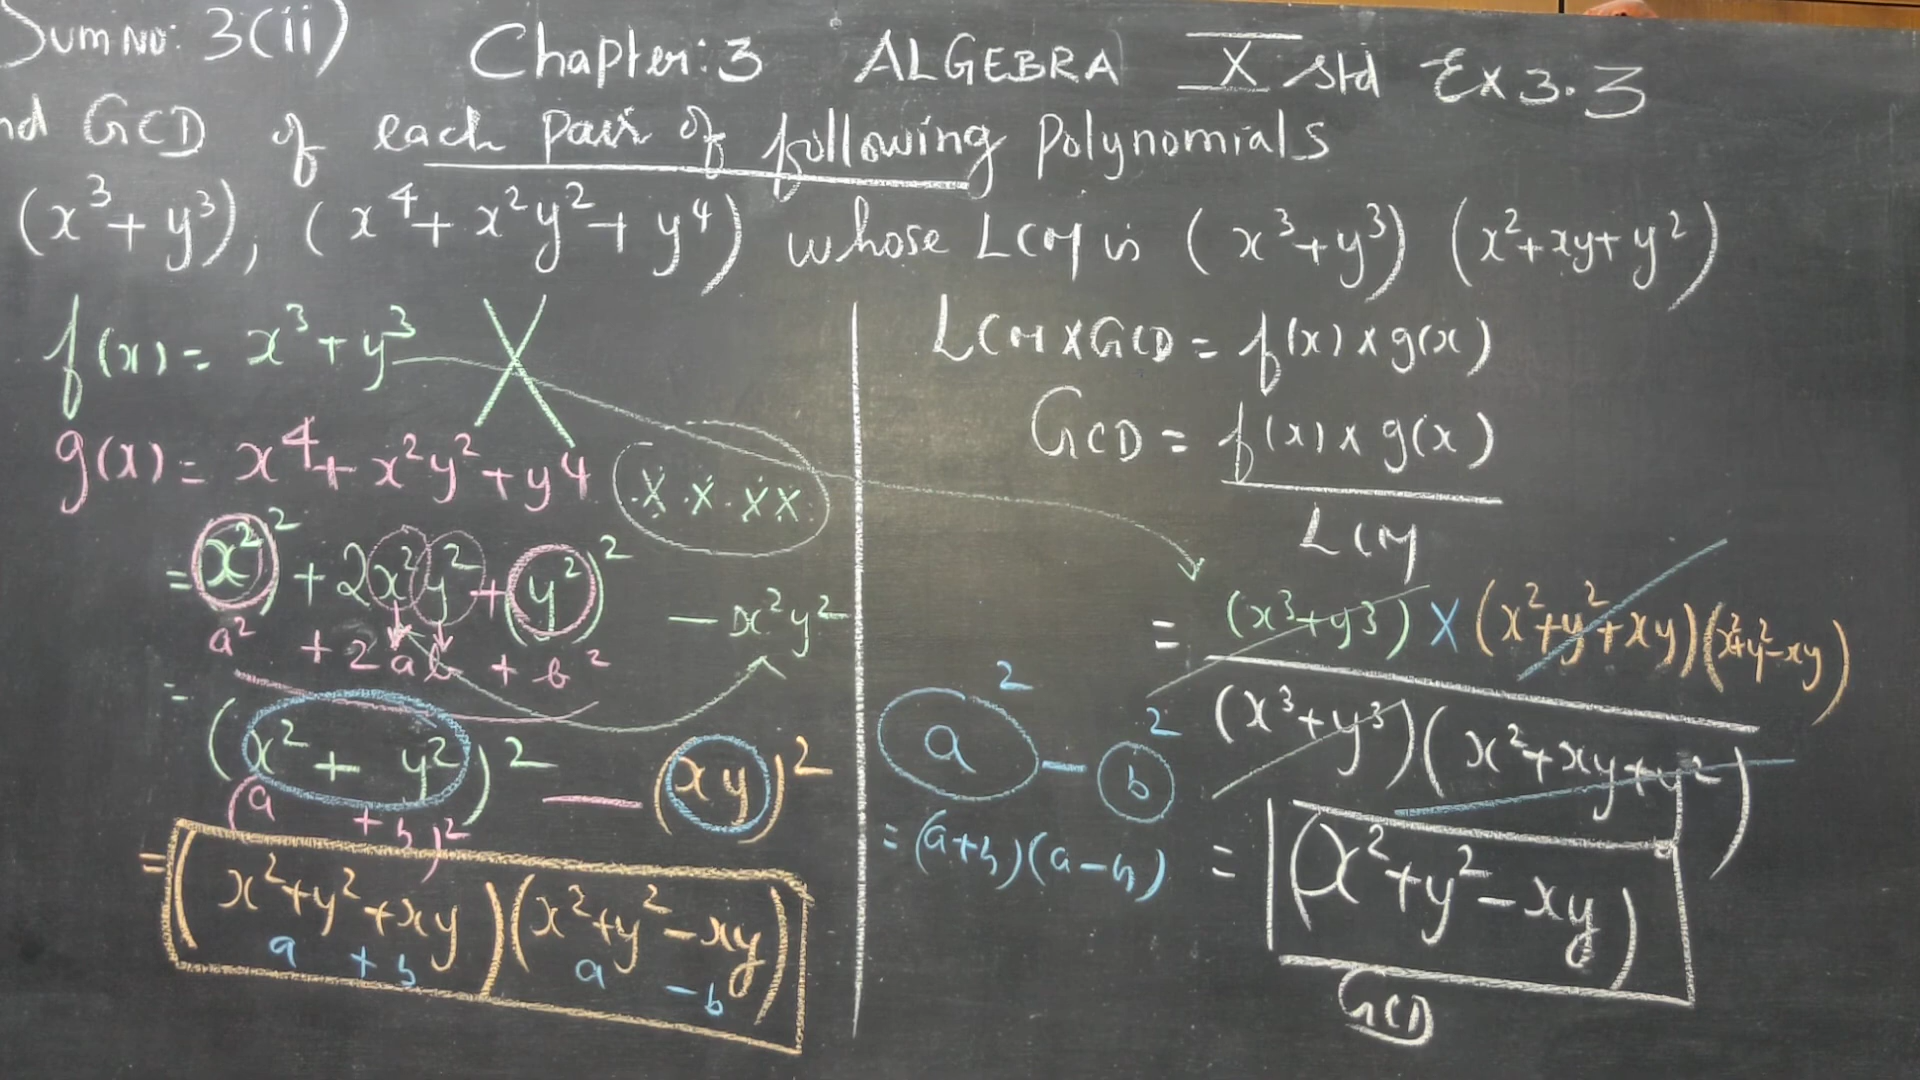 Sum No: 3(ii) Chapter:3 ALGEBRA X std Ex 3.3
nd GCD of each pair of following Polynomials
(x³+y³), (x⁴+x²y²+y⁴) whose LCM is (x³+y³) (x²+xy+y²)
f(x) = x³+y³
g(x) = x⁴+x²y²+y⁴
.X .X .X X.
= (x²)² + 2x²y² + (y²)² - x²y²
a² + 2ab + b²
= (x² + y²)² - (xy)²
(a + b)²
= (x²+y²+xy)(x²+y²-xy)
a + b a - b
LCM X GCD = f(x) x g(x)
GCD = f(x) x g(x)
LCM
= (x³+y³) X (x²+y²+xy)(x²+y²-xy)
(x³+y³)(x²+xy+y²)
a² - b²
= (a+b)(a-b)
= (x²+y²-xy)
GCD